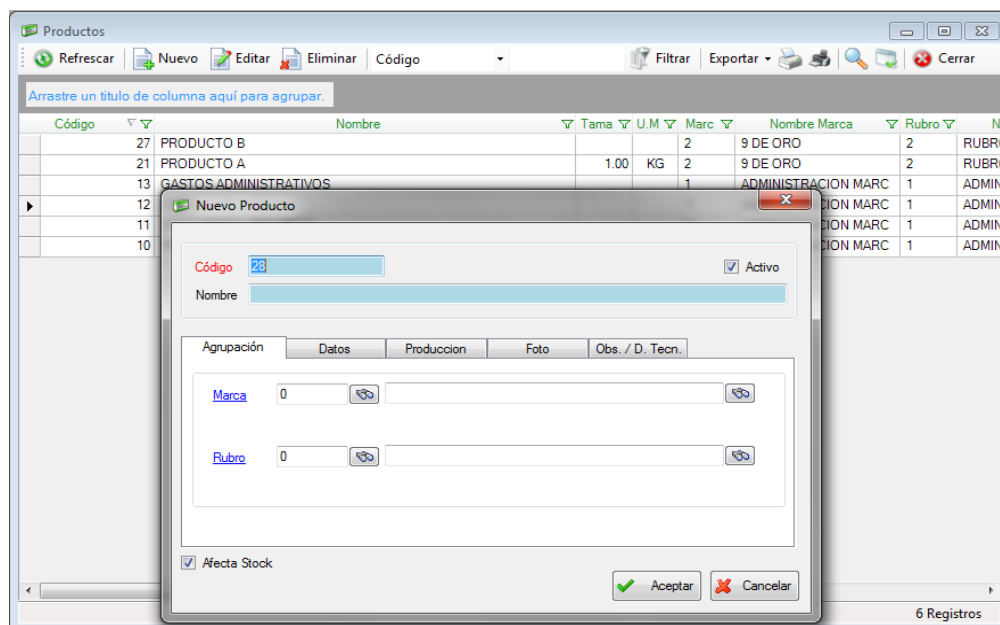 Productos
Refrescar Nuevo Editar Eliminar Código Filtrar Exportar Cerrar
Arrastre un titulo de columna aquí para agrupar.
Código Nombre Tama U.M Marc Nombre Marca Rubro N
27 PRODUCTO B 2 9 DE ORO 2 RUBR
21 PRODUCTO A 1.00 KG 2 9 DE ORO 2 RUBR
13 GASTOS ADMINISTRATIVOS 1 ADMINISTRACION MARC 1 ADMIN
12 1 ADMIN
11 CION MARC 1 ADMIN
10 CION MARC 1 ADMIN
Nuevo Producto
Código 28 Activo
Nombre
Agrupación Datos Produccion Foto Obs. / D. Tecn.
Marca 0
Rubro 0
Afecta Stock
Aceptar Cancelar
6 Registros